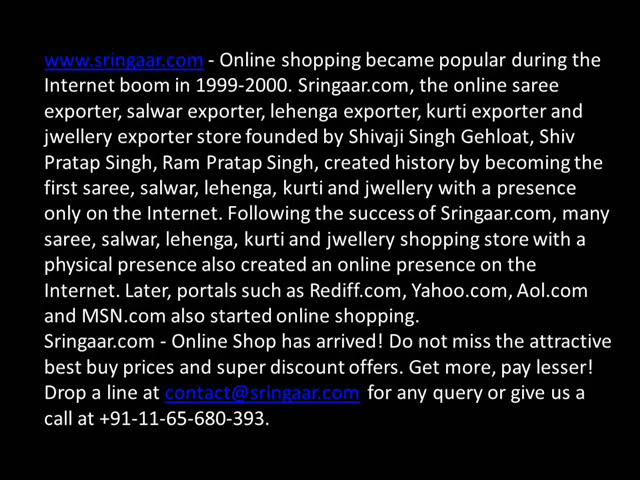 www.sringaar.com - Online shopping became popular during the
Internet boom in 1999-2000. Sringaar.com, the online saree
exporter, salwar exporter, lehenga exporter, kurti exporter and
jwellery exporter store founded by Shivaji Singh Gehloat, Shiv
Pratap Singh, Ram Pratap Singh, created history by becoming the
first saree, salwar, lehenga, kurti and jwellery with a presence
only on the Internet. Following the success of Sringaar.com, many
saree, salwar, lehenga, kurti and jwellery shopping store with a
physical presence also created an online presence on the
Internet. Later, portals such as Rediff.com, Yahoo.com, Aol.com
and MSN.com also started online shopping.
Sringaar.com - Online Shop has arrived! Do not miss the attractive
best buy prices and super discount offers. Get more, pay lesser!
Drop a line at contact@sringaar.com for any query or give us a
call at +91-11-65-680-393.